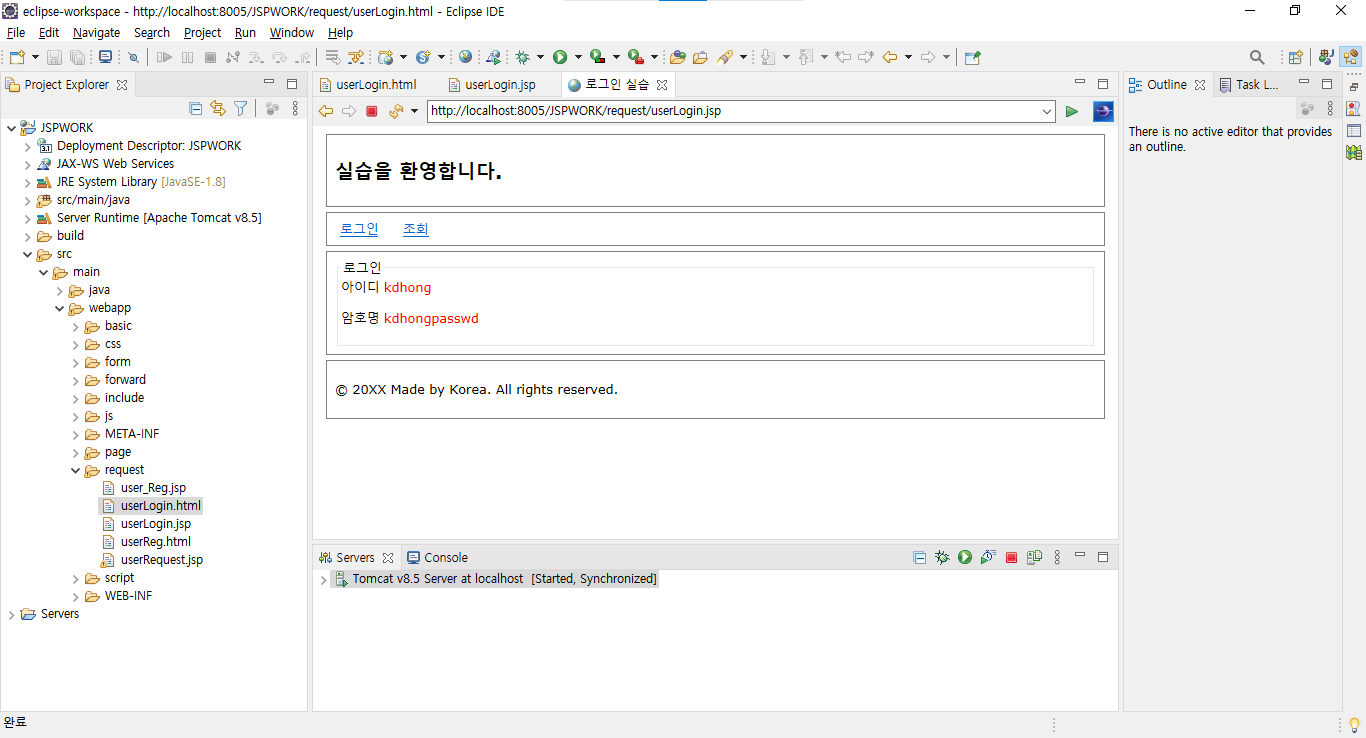 eclipse-workspace - http://localhost:8005/JSPWORK/request/userLogin.html - Eclipse IDE
File Edit Navigate Search Project Run Window Help
Project Explorer
JSPWORK
Deployment Descriptor: JSPWORK
JAX-WS Web Services
JRE System Library [JavaSE-1.8]
src/main/java
Server Runtime [Apache Tomcat v8.5]
build
src
main
java
webapp
basic
css
form
forward
include
js
META-INF
page
request
user_Reg.jsp
userLogin.html
userLogin.jsp
userReg.html
userRequest.jsp
script
WEB-INF
Servers
userLogin.html userLogin.jsp 로그인 실습
http://localhost:8005/JSPWORK/request/userLogin.jsp
실습을 환영합니다.
로그인 조회
로그인
아이디 kdhong
암호명 kdhongpasswd
© 20XX Made by Korea. All rights reserved.
Servers Console
Tomcat v8.5 Server at localhost [Started, Synchronized]
Outline Task L...
There is no active editor that provides
an outline.
완료